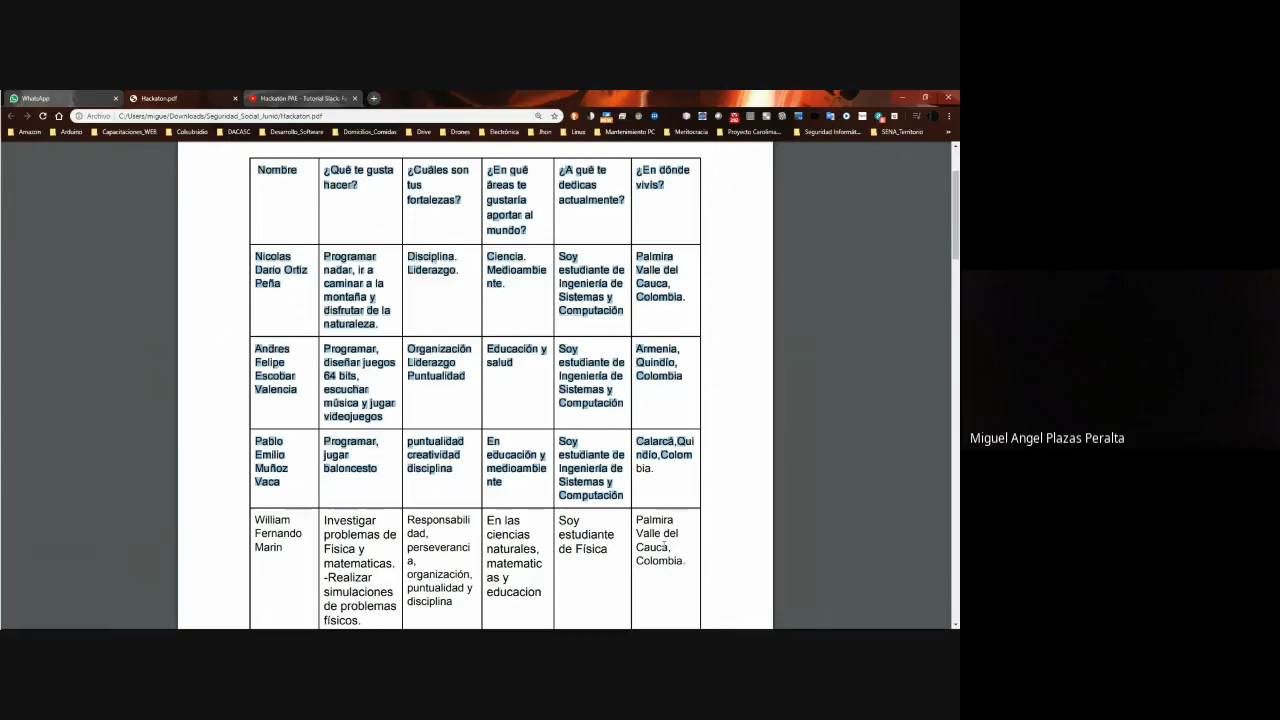 WhatsApp
Hackaton.pdf
Hackatón PAE - Tutorial Slack: Re
Archivo
C:/Users/migue/Downloads/Seguridad_Social_Junio/Hackaton.pdf
Amazon
Arduino
Capacitaciones_WEB
Colsubsidio
DACASC
Desarrollo_Software
Domicilios_Comidas
Drive
Drones
Electrónica
Jhon
Linux
Mantenimiento PC
Meritocracia
Proyecto Carolina...
Seguridad Informát...
SENA_Territorio
Nombre
¿Qué te gusta
hacer?
¿Cuáles son
tus
fortalezas?
¿En qué
áreas te
gustaría
aportar al
mundo?
¿A qué te
dedicas
actualmente?
¿En dónde
vivís?
Nicolas
Dario Ortiz
Peña
Programar
nadar, ir a
caminar a la
montaña y
disfrutar de la
naturaleza.
Disciplina.
Liderazgo.
Ciencia.
Medioambie
nte.
Soy
estudiante de
Ingeniería de
Sistemas y
Computación
Palmira
Valle del
Cauca,
Colombia.
Andres
Felipe
Escobar
Valencia
Programar,
diseñar juegos
64 bits,
escuchar
música y jugar
videojuegos
Organización
Liderazgo
Puntualidad
Educación y
salud
Soy
estudiante de
Ingeniería de
Sistemas y
Computación
Armenia,
Quindío,
Colombia
Pablo
Emilio
Muñoz
Vaca
Programar,
jugar
baloncesto
puntualidad
creatividad
disciplina
En
educación y
medioambie
nte
Soy
estudiante de
Ingeniería de
Sistemas y
Computación
Calarcá,Qui
ndío,Colom
bia.
William
Fernando
Marin
Investigar
problemas de
Fisica y
matematicas.
-Realizar
simulaciones
de problemas
físicos.
Responsabili
dad,
perseveranci
a,
organización,
puntualidad y
disciplina
En las
ciencias
naturales,
matematic
as y
educacion
Soy
estudiante
de Física
Palmira
Valle del
Cauca,
Colombia.
Miguel Angel Plazas Peralta